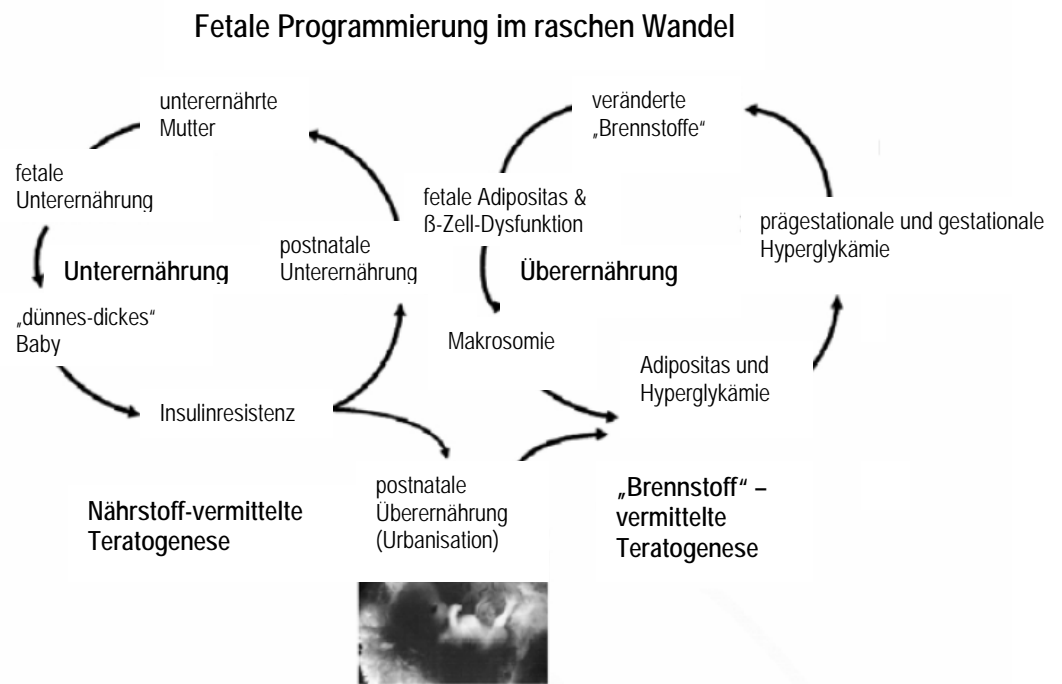 Fetale Programmierung im raschen Wandel
unterernährte
Mutter
fetale
Unterernährung
Unterernährung
„dünnes-dickes“
Baby
Insulinresistenz
postnatale
Unterernährung
Nährstoff-vermittelte
Teratogenese
postnatale
Überernährung
(Urbanisation)
veränderte
„Brennstoffe“
fetale Adipositas &
ß-Zell-Dysfunktion
Überernährung
Makrosomie
Adipositas und
Hyperglykämie
prägestationale und gestationale
Hyperglykämie
„Brennstoff“ –
vermittelte
Teratogenese